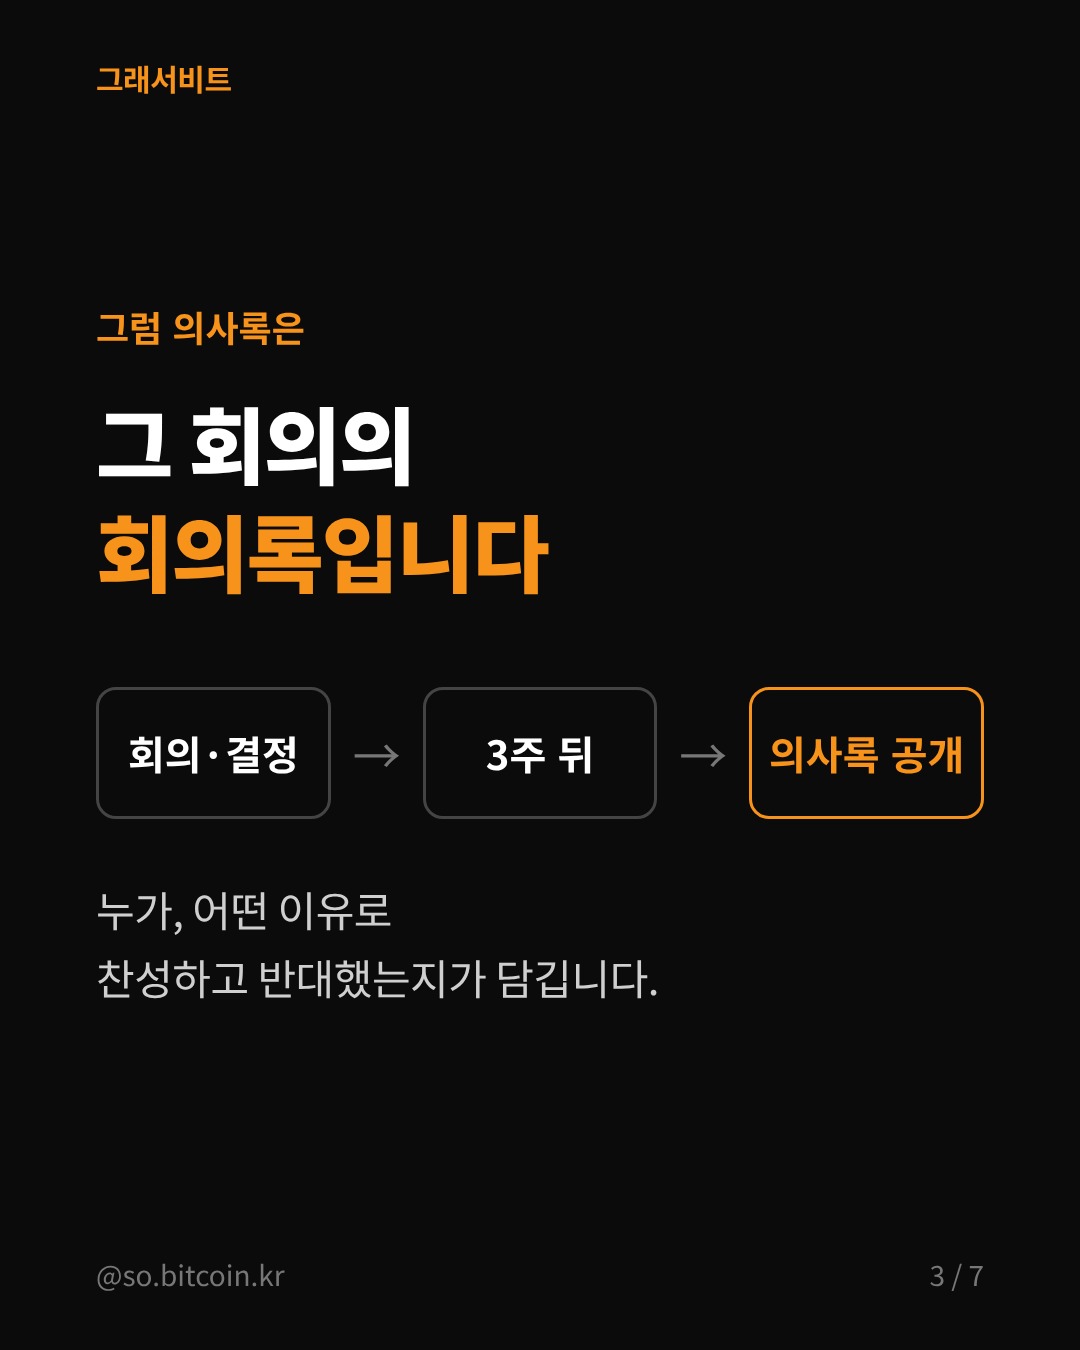 그래서비트
그럼 의사록은
그 회의의
회의록입니다
회의·결정 → 3주 뒤 → 의사록 공개
누가, 어떤 이유로
찬성하고 반대했는지가 담깁니다.
@so.bitcoin.kr
3 / 7